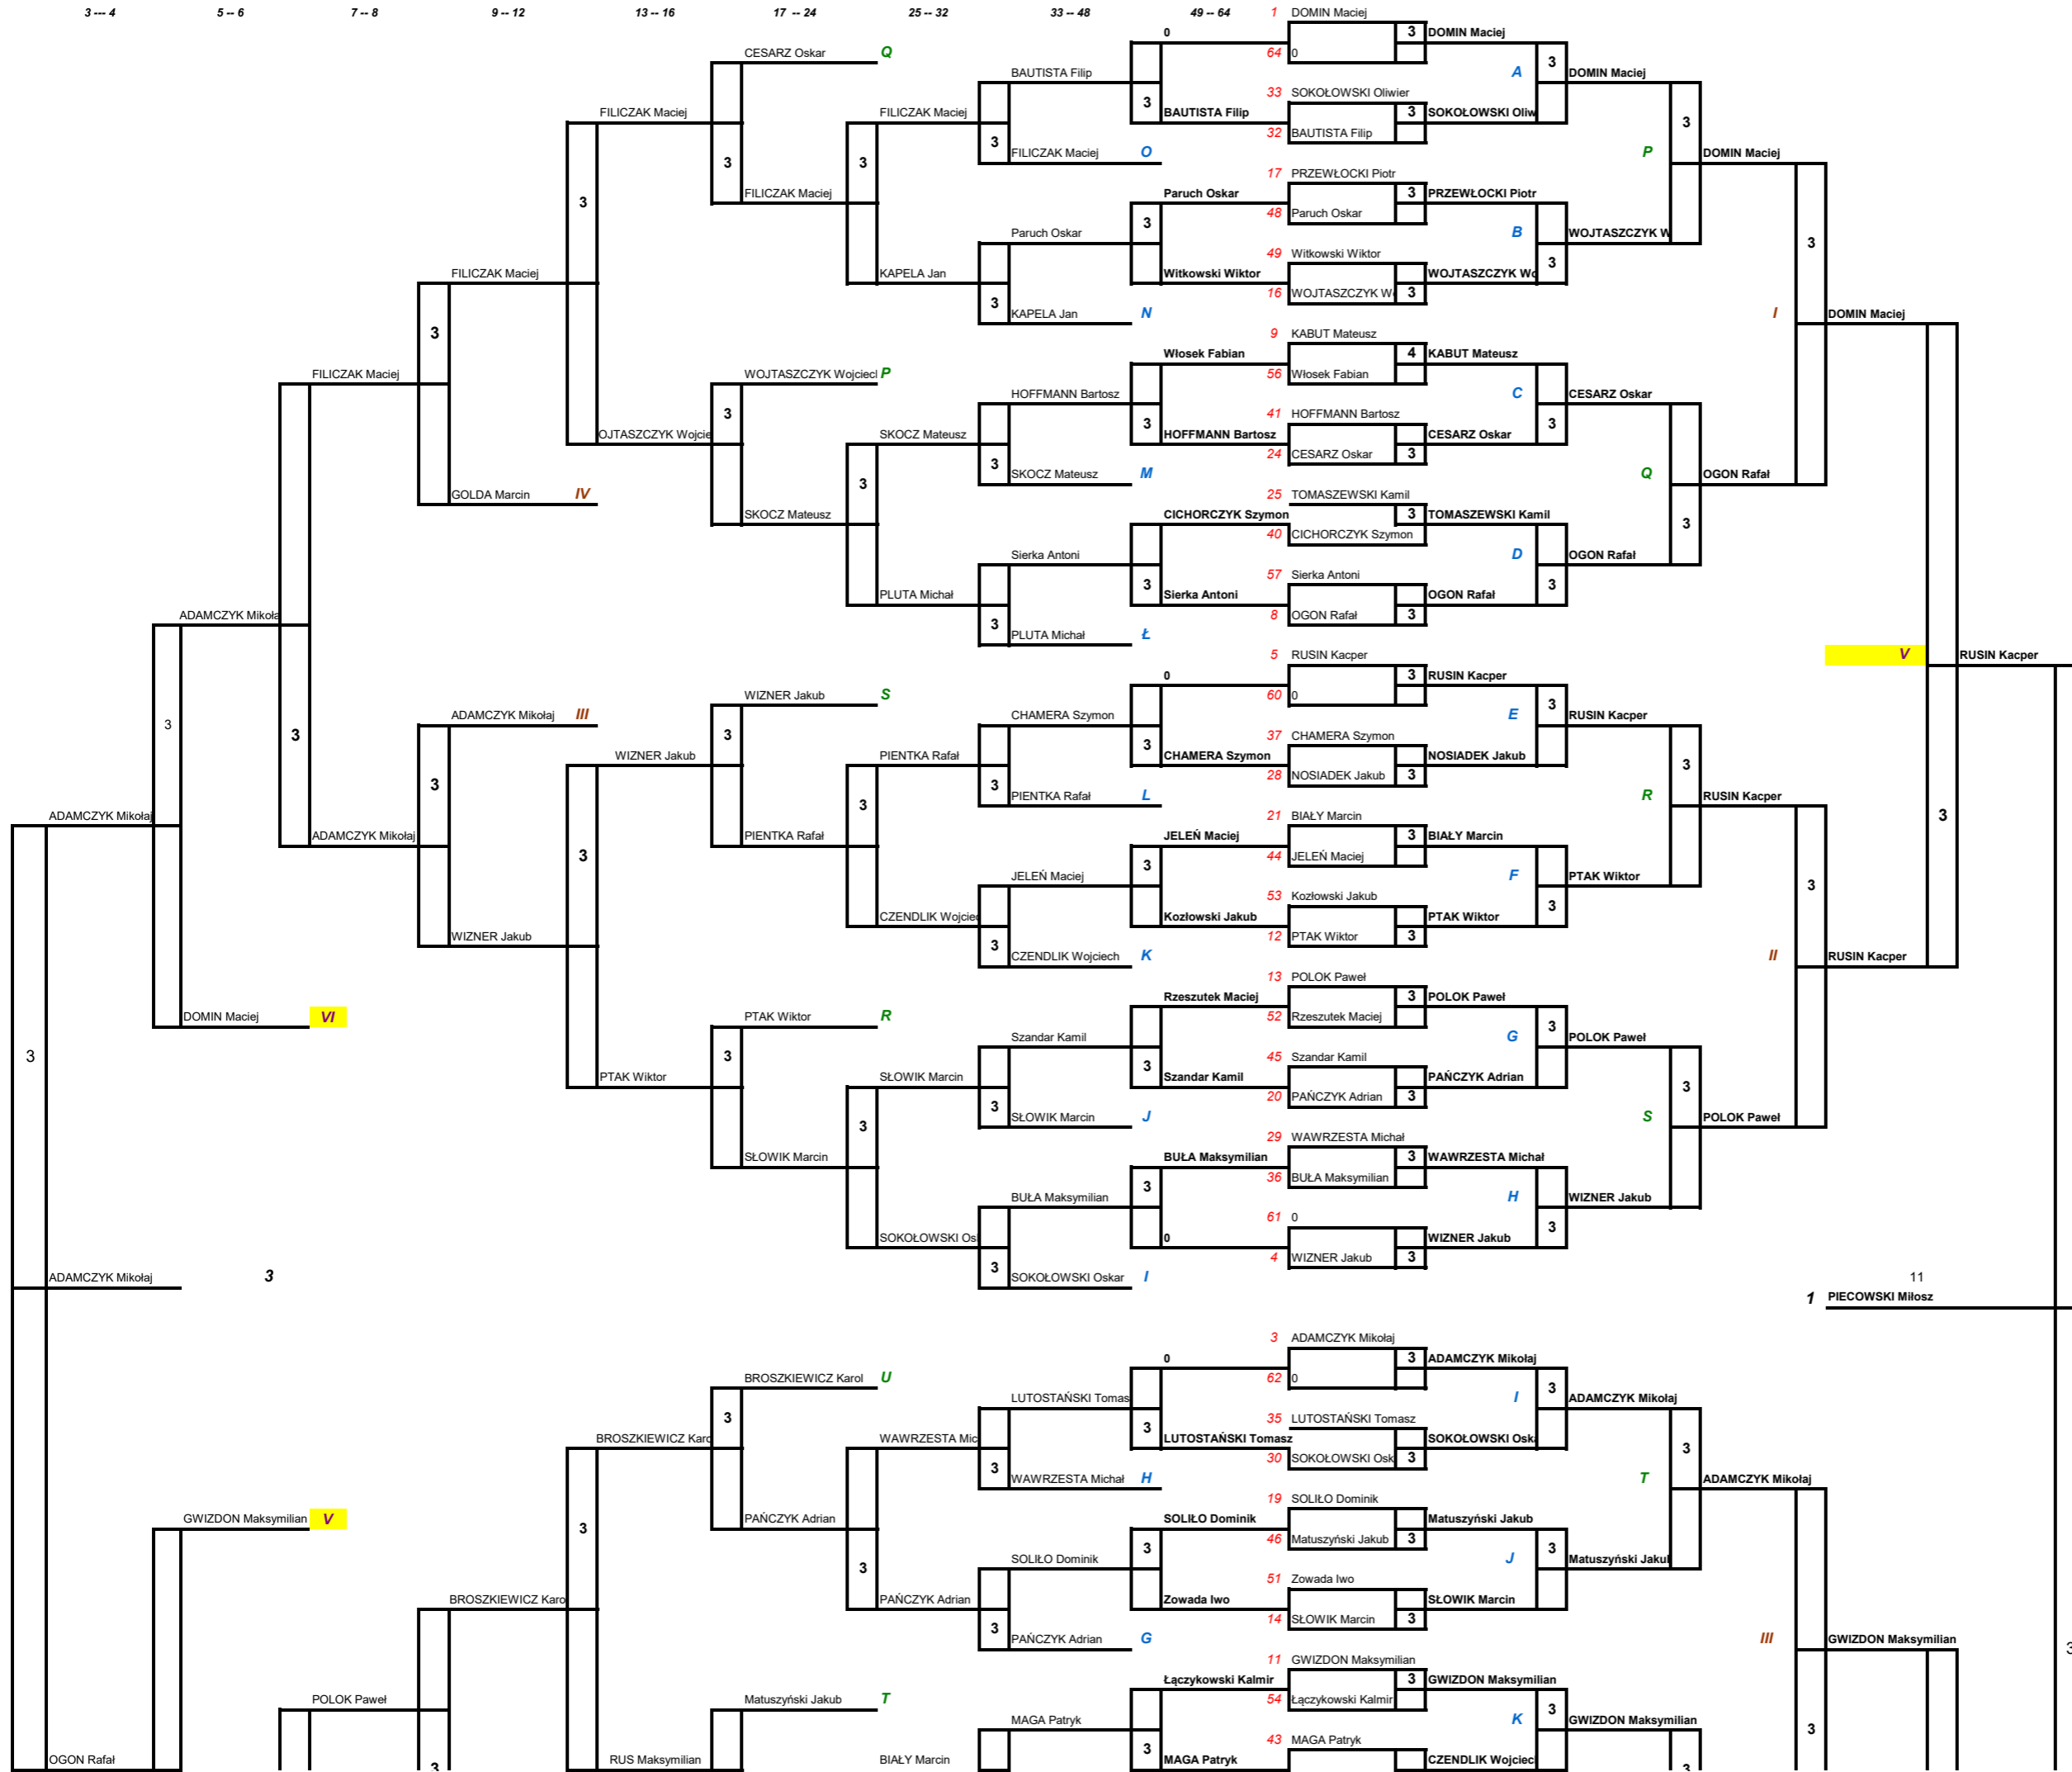 3 --- 4 5 -- 6 7 -- 8 9 -- 12 13 -- 16 17 -- 24 25 -- 32 33 -- 48 49 -- 64 1 DOMIN Maciej
0 3 DOMIN Maciej
CESARZ Oskar Q 64 0
BAUTISTA Filip A 3 DOMIN Maciej
33 SOKOŁOWSKI Oliwier
FILICZAK Maciej FILICZAK Maciej 3 BAUTISTA Filip 3 SOKOŁOWSKI Oliw 3
32 BAUTISTA Filip
3 FILICZAK Maciej O P DOMIN Maciej
3 3
17 PRZEWŁOCKI Piotr
FILICZAK Maciej Paruch Oskar 3 PRZEWŁOCKI Piotr
3 48 Paruch Oskar
3
Paruch Oskar B WOJTASZCZYK W
3
49 Witkowski Wiktor
FILICZAK Maciej KAPELA Jan Witkowski Wiktor WOJTASZCZYK Wo 3
16 WOJTASZCZYK W 3
3 KAPELA Jan N I DOMIN Maciej
3 9 KABUT Mateusz
Włosek Fabian 4 KABUT Mateusz
FILICZAK Maciej WOJTASZCZYK Wojciecl P 56 Włosek Fabian
HOFFMANN Bartosz C CESARZ Oskar
3 41 HOFFMANN Bartosz
OJTASZCZYK Wojcie SKOCZ Mateusz 3 HOFFMANN Bartosz CESARZ Oskar 3
24 CESARZ Oskar 3
3 SKOCZ Mateusz M Q OGON Rafał
3
GOLDA Marcin IV 25 TOMASZEWSKI Kamil
SKOCZ Mateusz CICHORCZYK Szymon 3 TOMASZEWSKI Kamil
3
40 CICHORCZYK Szymon
Sierka Antoni D OGON Rafał
57 Sierka Antoni
PLUTA Michał 3 Sierka Antoni OGON Rafał 3
ADAMCZYK Mikoła 8 OGON Rafał 3
3 PLUTA Michał Ł
5 RUSIN Kacper V RUSIN Kacper
WIZNER Jakub S 0 3 RUSIN Kacper
60 0
ADAMCZYK Mikołaj III CHAMERA Szymon E 3 RUSIN Kacper
3 3 3 37 CHAMERA Szymon
WIZNER Jakub PIENTKA Rafał 3 CHAMERA Szymon NOSIADEK Jakub 3
3 3 28 NOSIADEK Jakub 3
PIENTKA Rafał L R RUSIN Kacper
ADAMCZYK Mikołaj 21 BIAŁY Marcin 3
ADAMCZYK Mikołaj PIENTKA Rafał 3 JELEŃ Maciej 3 BIAŁY Marcin
3 3 44 JELEŃ Maciej
JELEŃ Maciej F PTAK Wiktor
53 Kozłowski Jakub 3
CZENDLIK Wojciec Kozłowski Jakub PTAK Wiktor 3
WIZNER Jakub 12 PTAK Wiktor 3
3 CZENDLIK Wojciech K II RUSIN Kacper
13 POLOK Paweł
Rzeszutek Maciej 3 POLOK Paweł
DOMIN Maciej VI PTAK Wiktor R 52 Rzeszutek Maciej
Szandar Kamil G 3 POLOK Paweł
3 3 45 Szandar Kamil
PTAK Wiktor SŁOWIK Marcin 3 Szandar Kamil PAŃCZYK Adrian 3
20 PAŃCZYK Adrian 3
3 SŁOWIK Marcin J S POLOK Paweł
3
29 WAWRZESTA Michał
SŁOWIK Marcin BUŁA Maksymilian 3 WAWRZESTA Michał
3 36 BUŁA Maksymilian
BUŁA Maksymilian H WIZNER Jakub
61 0
SOKOŁOWSKI Os 0 WIZNER Jakub 3
4 WIZNER Jakub 3
ADAMCZYK Mikołaj 3 3 SOKOŁOWSKI Oskar I 11
1 PIECOWSKI Miłosz
3 ADAMCZYK Mikołaj
0 3 ADAMCZYK Mikołaj
BROSZKIEWICZ Karol U 62 0
LUTOSTAŃSKI Tomas I 3 ADAMCZYK Mikołaj
3 35 LUTOSTAŃSKI Tomasz
BROSZKIEWICZ Karo WAWRZESTA Mic 3 LUTOSTAŃSKI Tomasz SOKOŁOWSKI Osk 3
30 SOKOŁOWSKI Osk 3
3 WAWRZESTA Michał H T ADAMCZYK Mikołaj
19 SOLIŁO Dominik
GWIZDON Maksymilian V PAŃCZYK Adrian SOLIŁO Dominik Matuszyński Jakub
3 46 Matuszyński Jakub 3
3 SOLIŁO Dominik 3 J 3 Matuszyński Jakul
51 Zowada Iwo
BROSZKIEWICZ Karo PAŃCZYK Adrian Zowada Iwo SŁOWIK Marcin
14 SŁOWIK Marcin 3
3 PAŃCZYK Adrian G III GWIZDON Maksymilian 3
11 GWIZDON Maksymilian
Łączykowski Kalmir 3 GWIZDON Maksymilian
POLOK Paweł Matuszyński Jakub T 54 Łączykowski Kalmir
MAGA Patryk K 3 GWIZDON Maksymilian
43 MAGA Patryk 3
OGON Rafał 3 RUS Maksymilian BIAŁY Marcin 3 MAGA Patryk CZENDLIK Wojciec 3